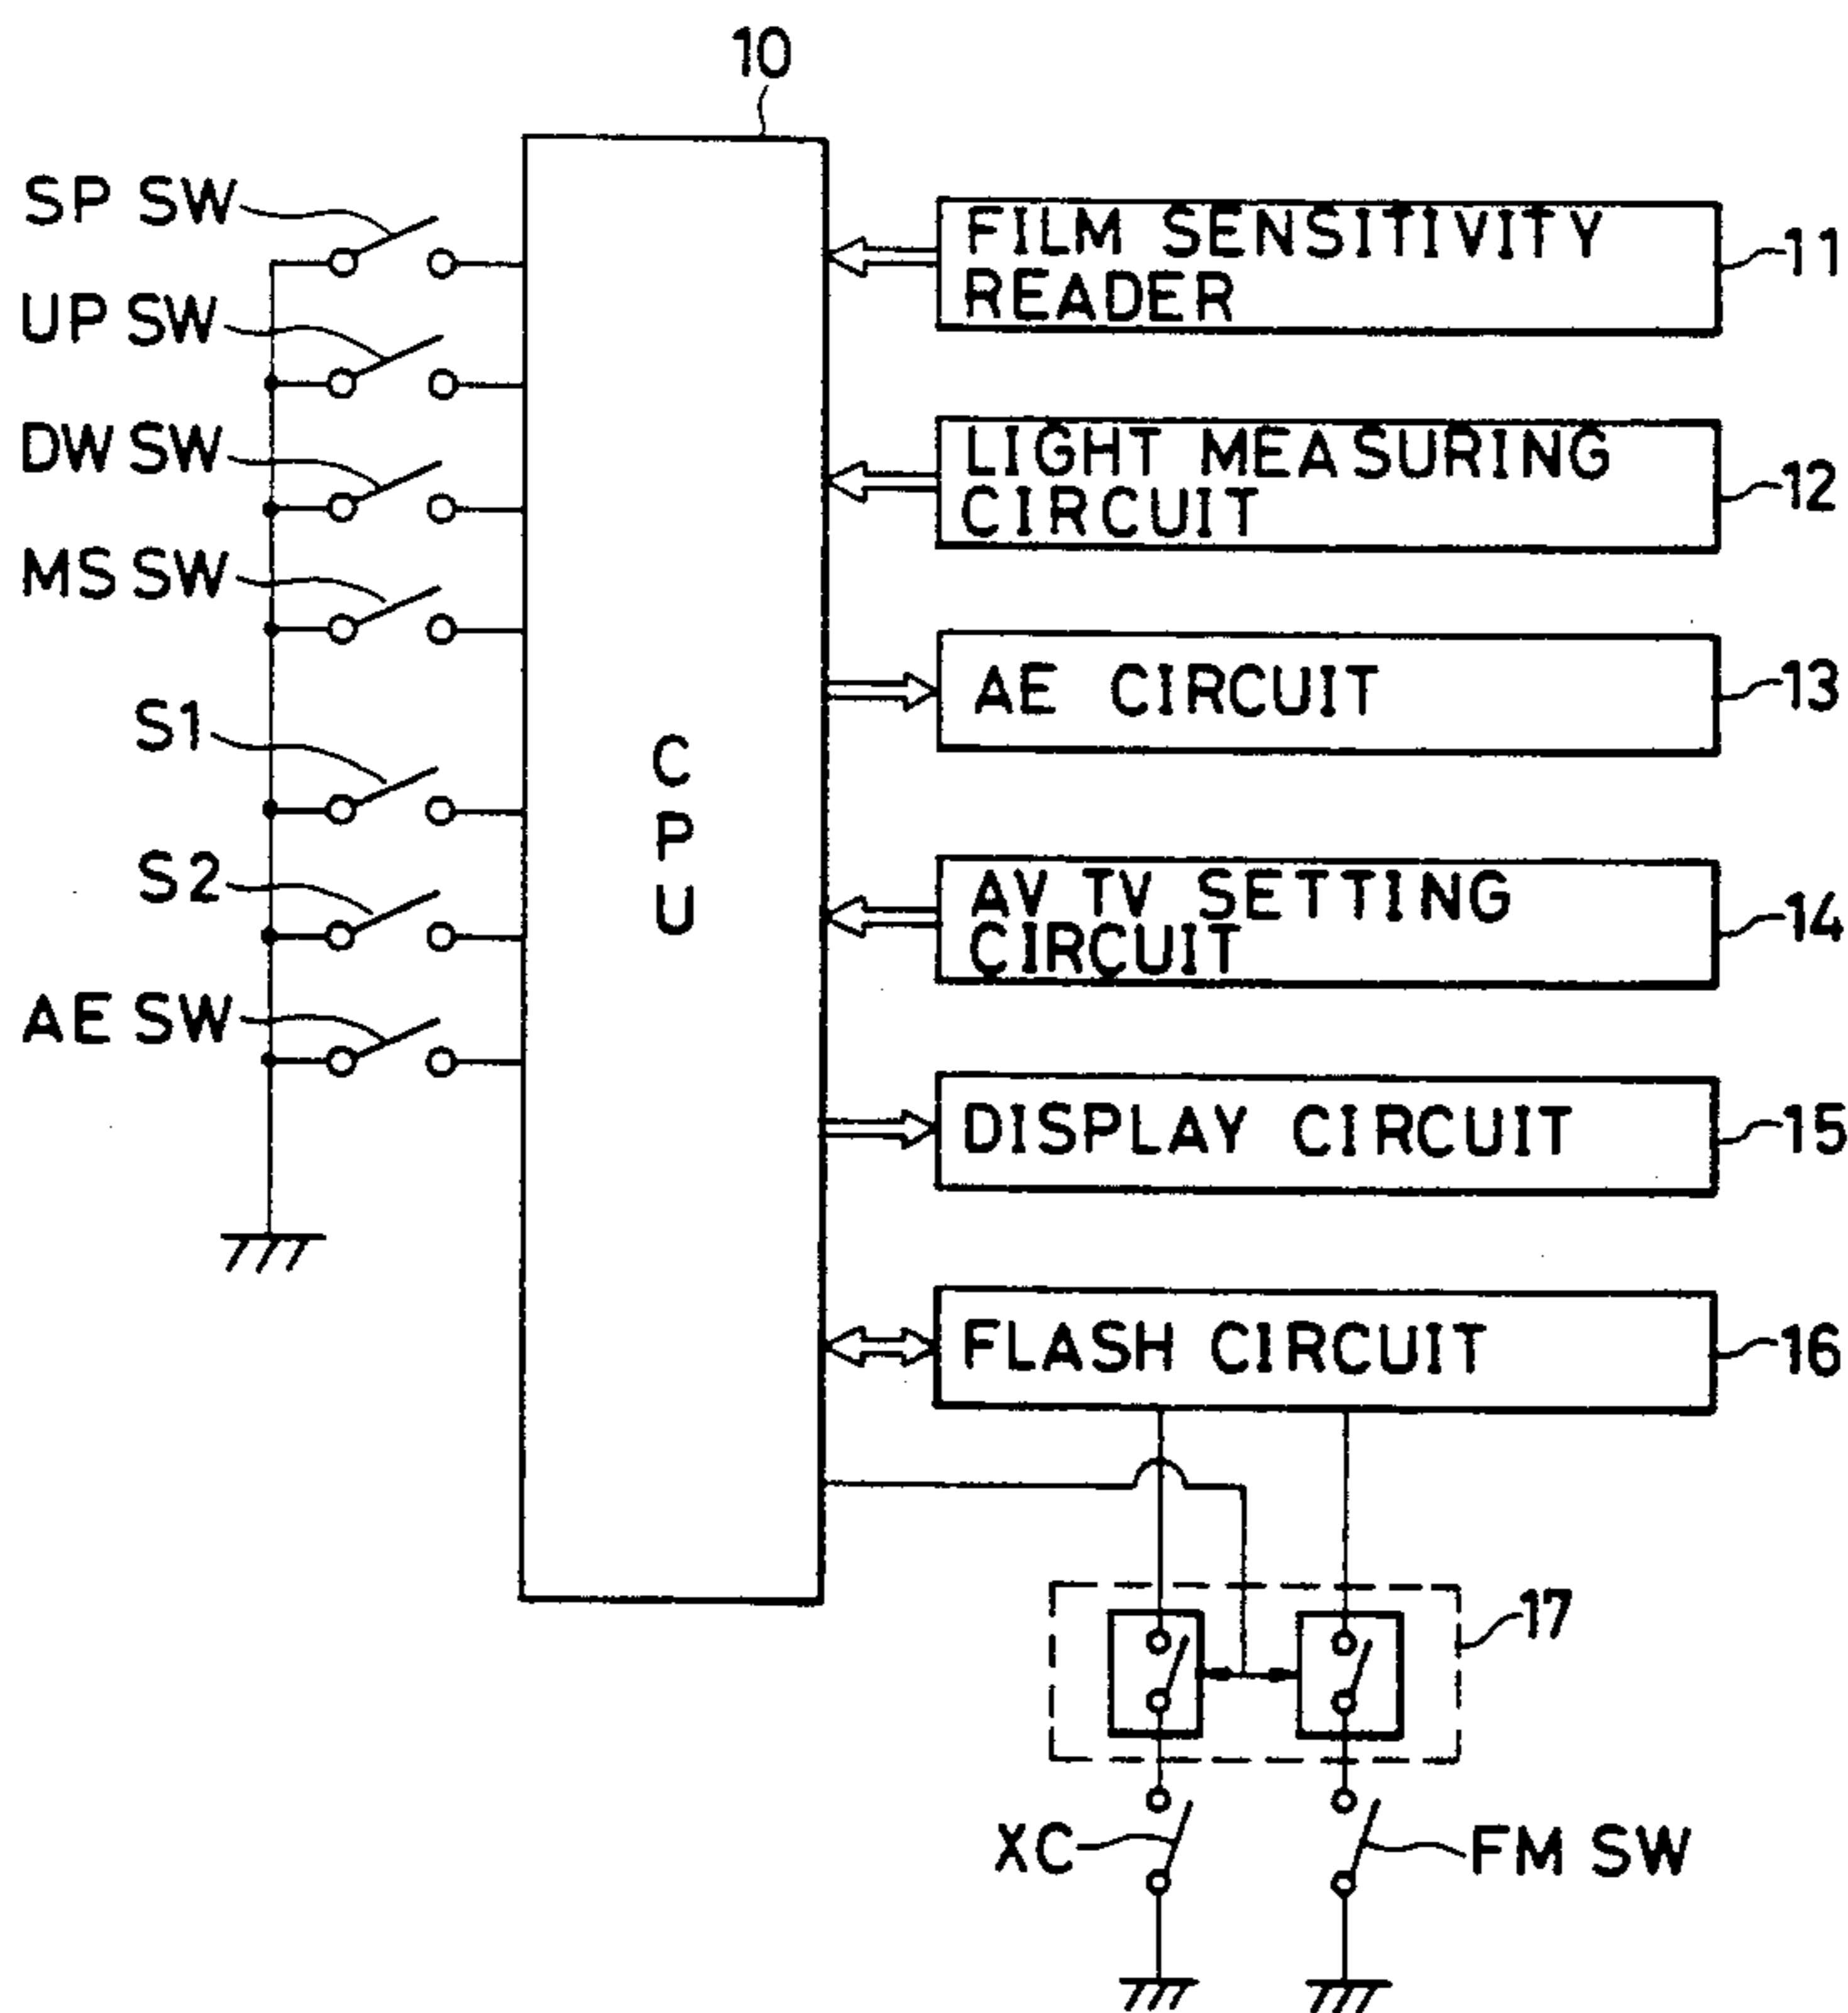 10
SP SW
UP SW
DW SW
MS SW
S1
S2
AE SW
C
P
U
FILM SENSITIVITY
READER
11
LIGHT MEASURING
CIRCUIT
12
AE CIRCUIT
13
AV TV SETTING
CIRCUIT
14
DISPLAY CIRCUIT
15
FLASH CIRCUIT
16
17
XC
FM SW